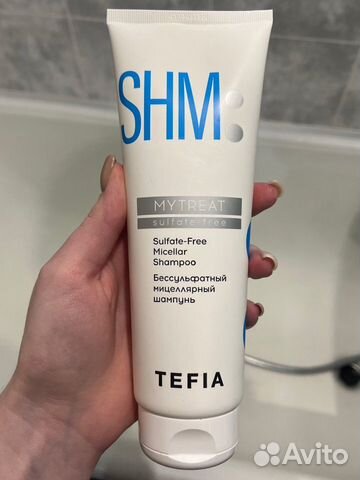 SHM:
MYTREAT
sulfate-free
Sulfate-Free
Micellar
Shampoo
Бессульфатный
мицеллярный
шампунь
TEFIA
Avito